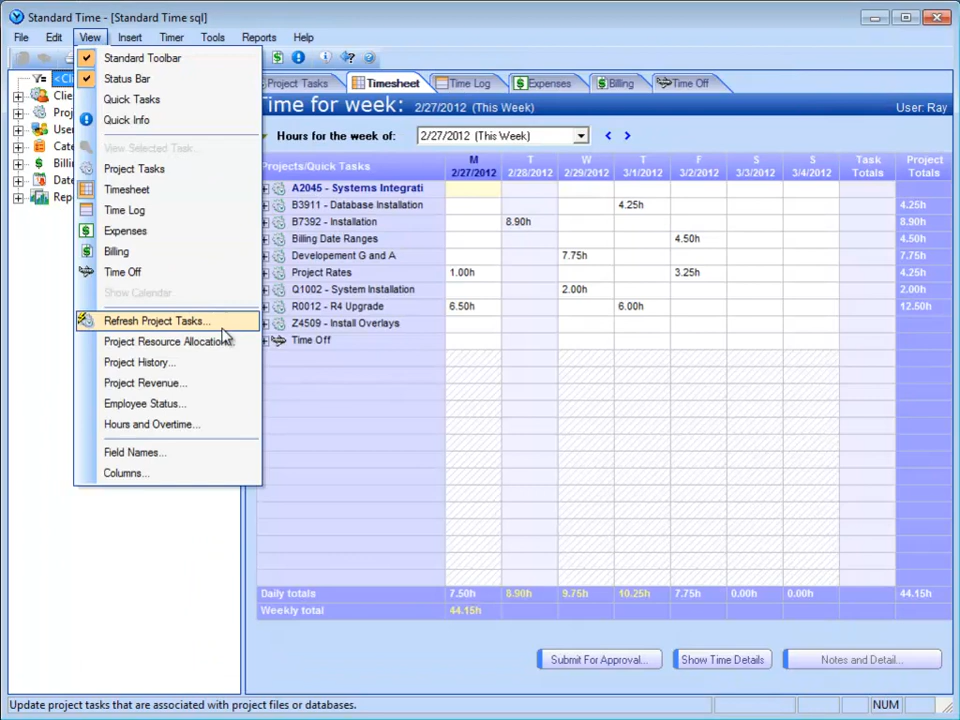 Standard Time - [Standard Time sql]
File Edit View Insert Timer Tools Reports Help
Standard Toolbar
Status Bar
Quick Tasks
Quick Info
View Selected Task...
Project Tasks
Timesheet
Time Log
Expenses
Billing
Time Off
Show Calendar
Refresh Project Tasks...
Project Resource Allocation
Project History...
Project Revenue...
Employee Status...
Hours and Overtime...
Field Names...
Columns...
<Cli
Clie
Proj
User
Cate
Billi
Date
Rep
Project Tasks Timesheet Time Log Expenses Billing Time Off
Time for week: 2/27/2012 (This Week) User: Ray
Hours for the week of: 2/27/2012 (This Week) < >
Projects/Quick Tasks M 2/27/2012 T 2/28/2012 W 2/29/2012 T 3/1/2012 F 3/2/2012 S 3/3/2012 S 3/4/2012 Task Totals Project Totals
A2045 - Systems Integrati
B3911 - Database Installation 4.25h 4.25h
B7392 - Installation 8.90h 8.90h
Billing Date Ranges 4.50h 4.50h
Developement G and A 7.75h 7.75h
Project Rates 1.00h 3.25h 4.25h
Q1002 - System Installation 2.00h 2.00h
R0012 - R4 Upgrade 6.50h 6.00h 12.50h
Z4509 - Install Overlays
Time Off
Daily totals 7.50h 8.90h 9.75h 10.25h 7.75h 0.00h 0.00h 44.15h
Weekly total 44.15h
Submit For Approval... Show Time Details Notes and Detail...
Update project tasks that are associated with project files or databases. NUM